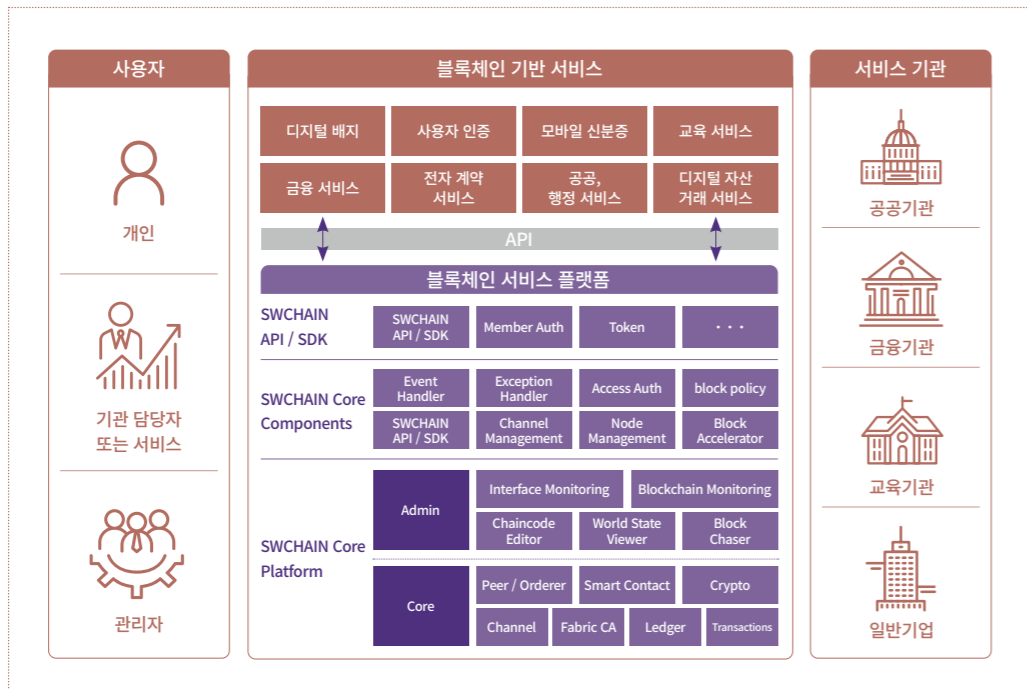 사용자
개인
기관 담당자
또는 서비스
관리자
블록체인 기반 서비스
디지털 배지
사용자 인증
모바일 신분증
교육 서비스
금융 서비스
전자 계약
서비스
공공,
행정 서비스
디지털 자산
거래 서비스
API
블록체인 서비스 플랫폼
SWCHAIN
API / SDK
SWCHAIN
API / SDK
Member Auth
Token
· · ·
SWCHAIN Core
Components
Event
Handler
Exception
Handler
Access Auth
block policy
SWCHAIN
API / SDK
Channel
Management
Node
Management
Block
Accelerator
SWCHAIN Core
Platform
Admin
Interface Monitoring
Blockchain Monitoring
Chaincode
Editor
World State
Viewer
Block
Chaser
Core
Peer / Orderer
Smart Contact
Crypto
Channel
Fabric CA
Ledger
Transactions
서비스 기관
공공기관
금융기관
교육기관
일반기업